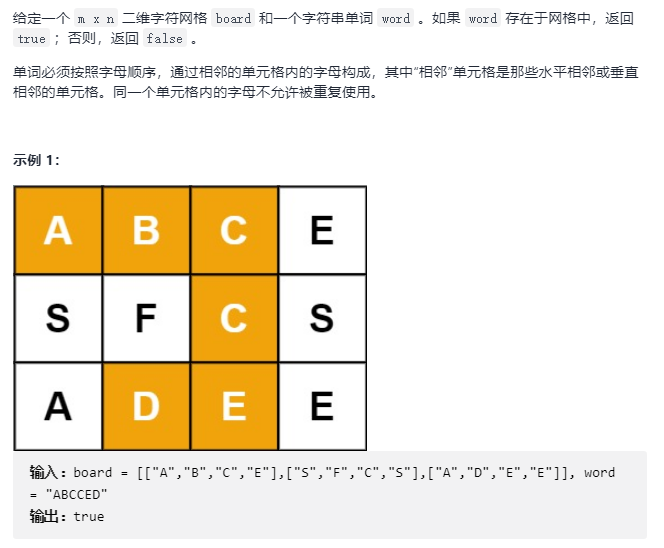 给定一个 m x n 二维字符网格 board 和一个字符串单词 word 。如果 word 存在于网格中，返回
true ；否则，返回 false 。
单词必须按照字母顺序，通过相邻的单元格内的字母构成，其中“相邻”单元格是那些水平相邻或垂直
相邻的单元格。同一个单元格内的字母不允许被重复使用。
示例 1：
A B C E
S F C S
A D E E
输入：board = [["A","B","C","E"],["S","F","C","S"],["A","D","E","E"]], word
= "ABCCED"
输出：true